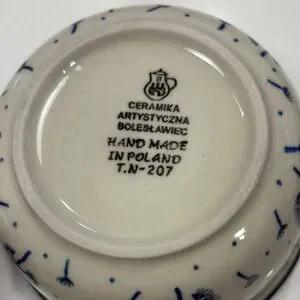 CERAMIKA
ARTYSTYCZNA
BOLESŁAWIEC
HAND MADE
IN POLAND
T.N-207